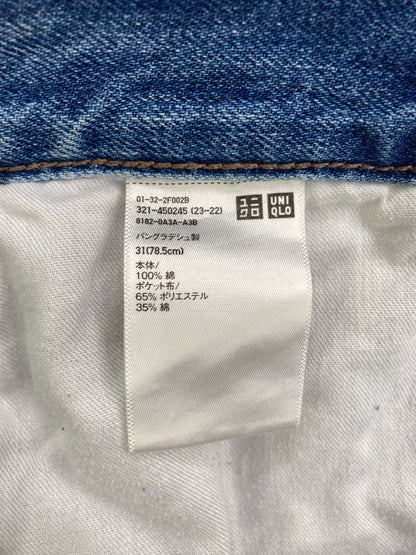 01-32-2F002B
321-450245 (23-22)
8182-0A3A-A3B
ユニクロ
UNIQLO
バングラデシュ製
31(78.5cm)
本体/
100% 綿
ポケット布/
65% ポリエステル
35% 綿